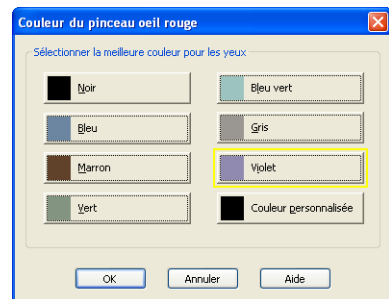 Couleur du pinceau oeil rouge
Sélectionner la meilleure couleur pour les yeux
Noir
Bleu vert
Bleu
Gris
Marron
Violet
Vert
Couleur personnalisée
OK
Annuler
Aide